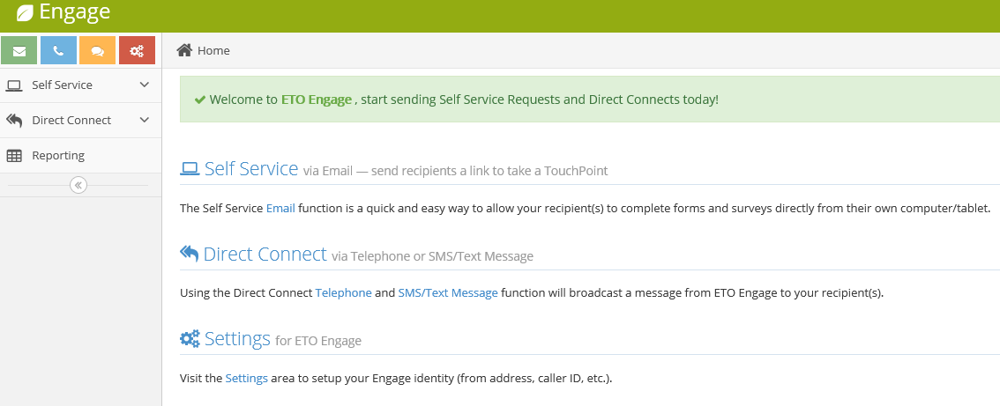 Engage
Home
Self Service
Direct Connect
Reporting
Welcome to ETO Engage , start sending Self Service Requests and Direct Connects today!
Self Service via Email — send recipients a link to take a TouchPoint
The Self Service Email function is a quick and easy way to allow your recipient(s) to complete forms and surveys directly from their own computer/tablet.
Direct Connect via Telephone or SMS/Text Message
Using the Direct Connect Telephone and SMS/Text Message function will broadcast a message from ETO Engage to your recipient(s).
Settings for ETO Engage
Visit the Settings area to setup your Engage identity (from address, caller ID, etc.).